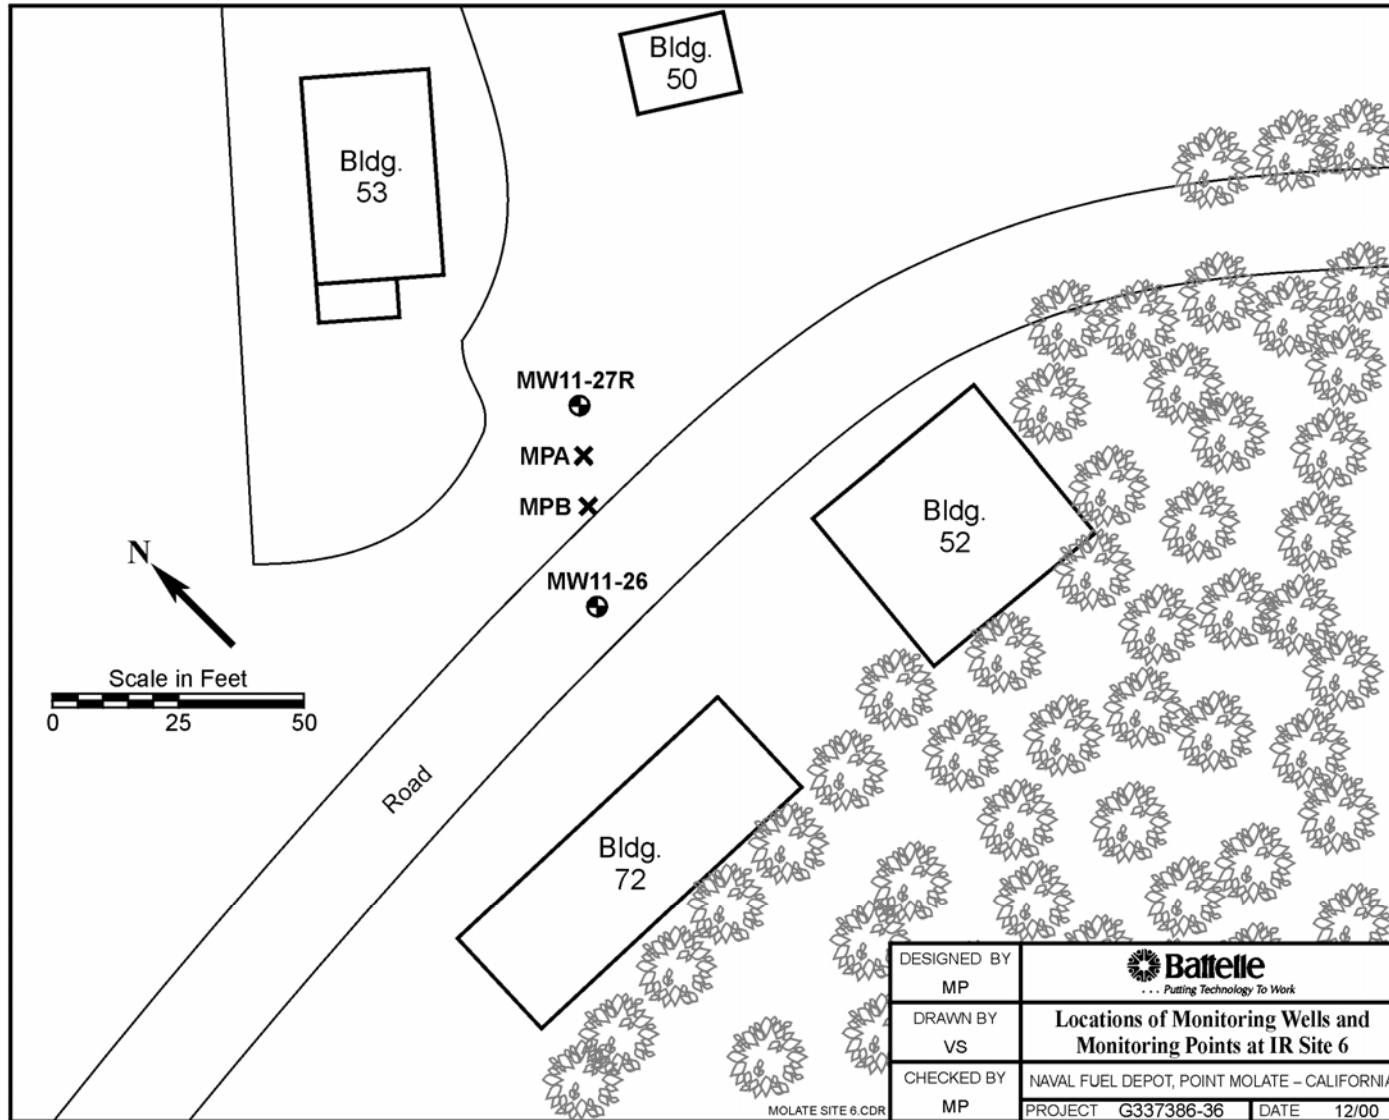 Bldg.
50
Bldg.
53
MW11-27R
MPA
MPB
Bldg.
52
N
MW11-26
Scale in Feet
0 25 50
Road
Bldg.
72
DESIGNED BY
MP
Battelle
. . . Putting Technology To Work
DRAWN BY
VS
Locations of Monitoring Wells and
Monitoring Points at IR Site 6
CHECKED BY
MP
NAVAL FUEL DEPOT, POINT MOLATE – CALIFORNIA
PROJECT G337386-36 DATE 12/00
MOLATE SITE 6.CDR